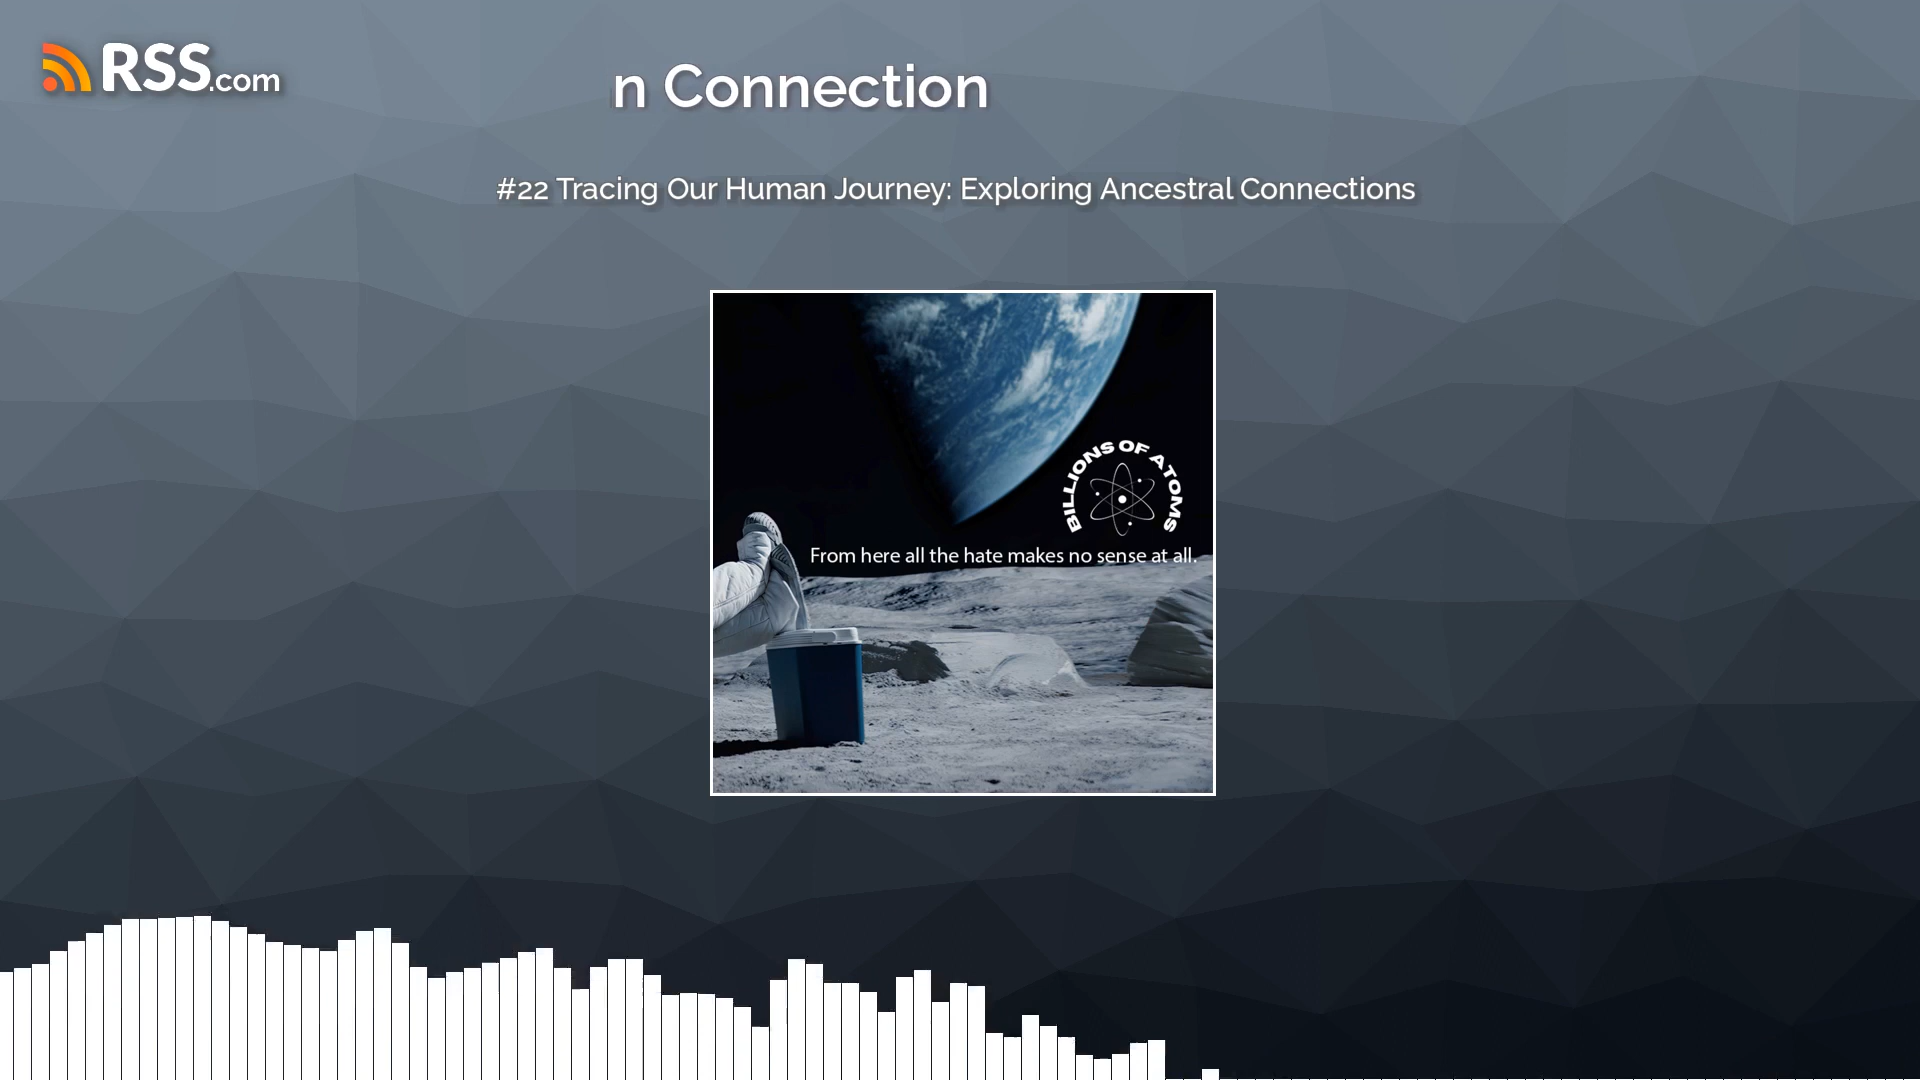 RSS.com
n Connection
#22 Tracing Our Human Journey: Exploring Ancestral Connections
BILLIONS OF ATOMS
From here all the hate makes no sense at all.